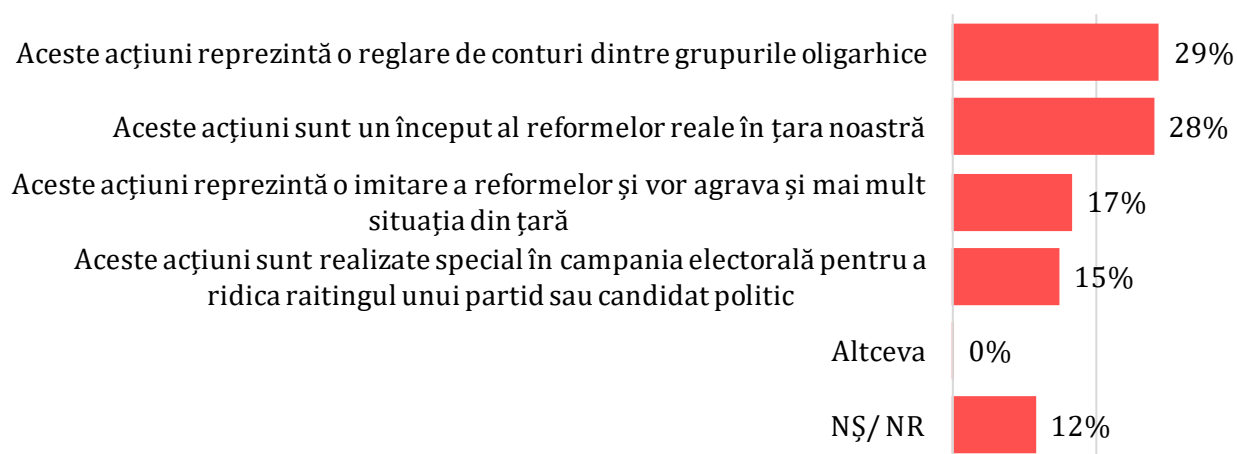 Aceste acțiuni reprezintă o reglare de conturi dintre grupurile oligarhice 29%
Aceste acțiuni sunt un început al reformelor reale în țara noastră 28%
Aceste acțiuni reprezintă o imitare a reformelor și vor agrava și mai mult
situația din țară 17%
Aceste acțiuni sunt realizate special în campania electorală pentru a
ridica raitingul unui partid sau candidat politic 15%
Altceva 0%
NȘ/ NR 12%